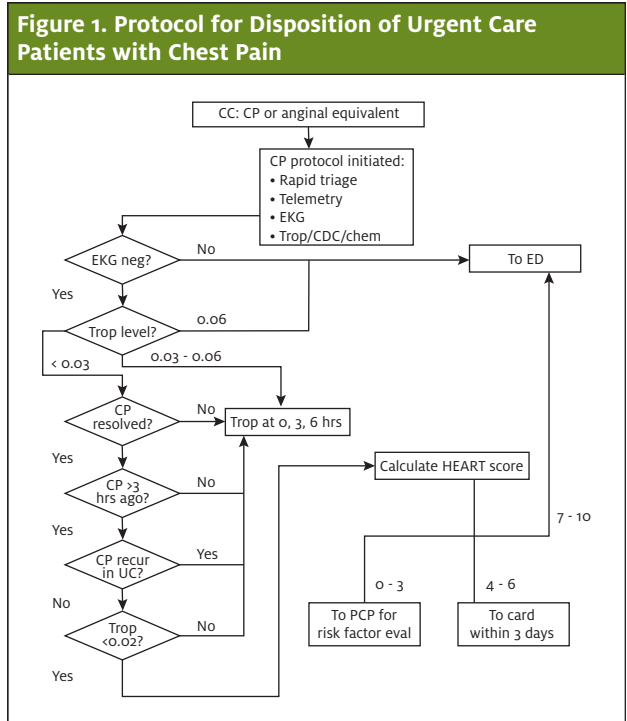 Figure 1. Protocol for Disposition of Urgent Care
Patients with Chest Pain
CC: CP or anginal equivalent
CP protocol initiated:
• Rapid triage
• Telemetry
• EKG
• Trop/CDC/chem
EKG neg?
No
To ED
Yes
Trop level?
0.06
< 0.03
0.03 - 0.06
CP
resolved?
No
Trop at 0, 3, 6 hrs
Yes
Calculate HEART score
CP >3
hrs ago?
No
7 - 10
Yes
CP recur
in UC?
Yes
0 - 3
4 - 6
No
To PCP for
risk factor eval
To card
within 3 days
Trop
<0.02?
No
Yes